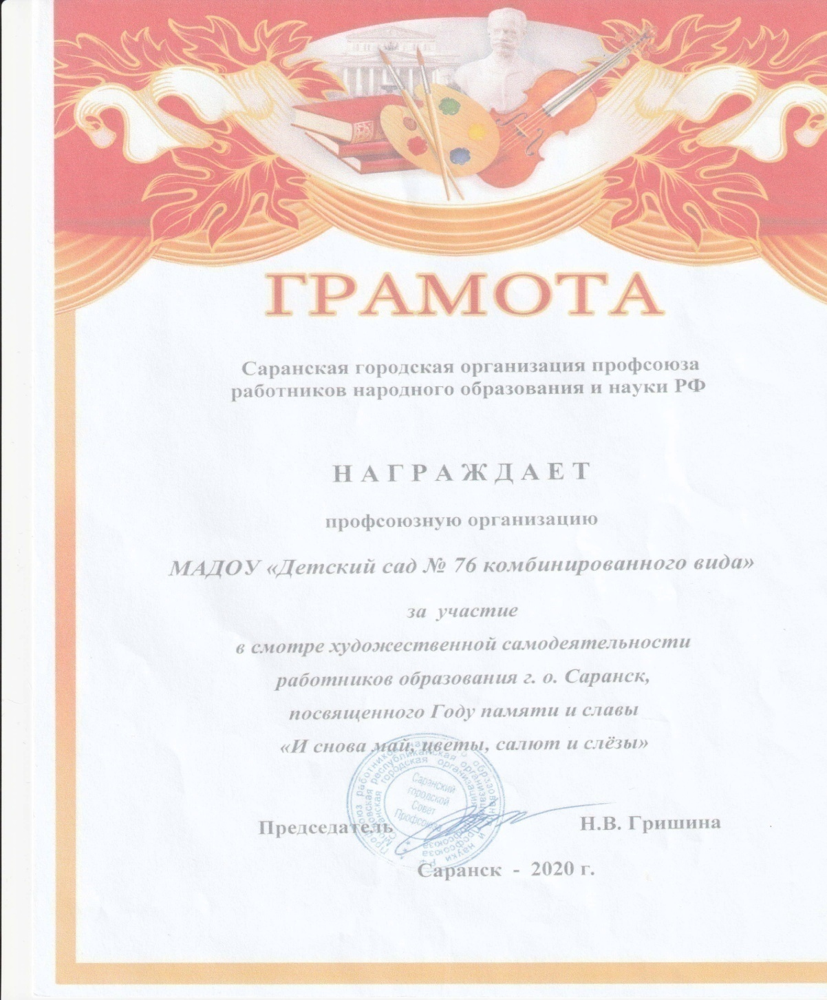 ГРАМОТА
Саранская городская организация профсоюза
работников народного образования и науки РФ
НАГРАЖДАЕТ
профсоюзную организацию
МАДОУ «Детский сад № 76 комбинированного вида»
за участие
в смотре художественной самодеятельности
работников образования г. о. Саранск,
посвященного Году памяти и славы
«И снова май, цветы, салют и слёзы»
Саранский
городской
Совет
Профсоюза
Председатель Н.В. Гришина
Саранск - 2020 г.